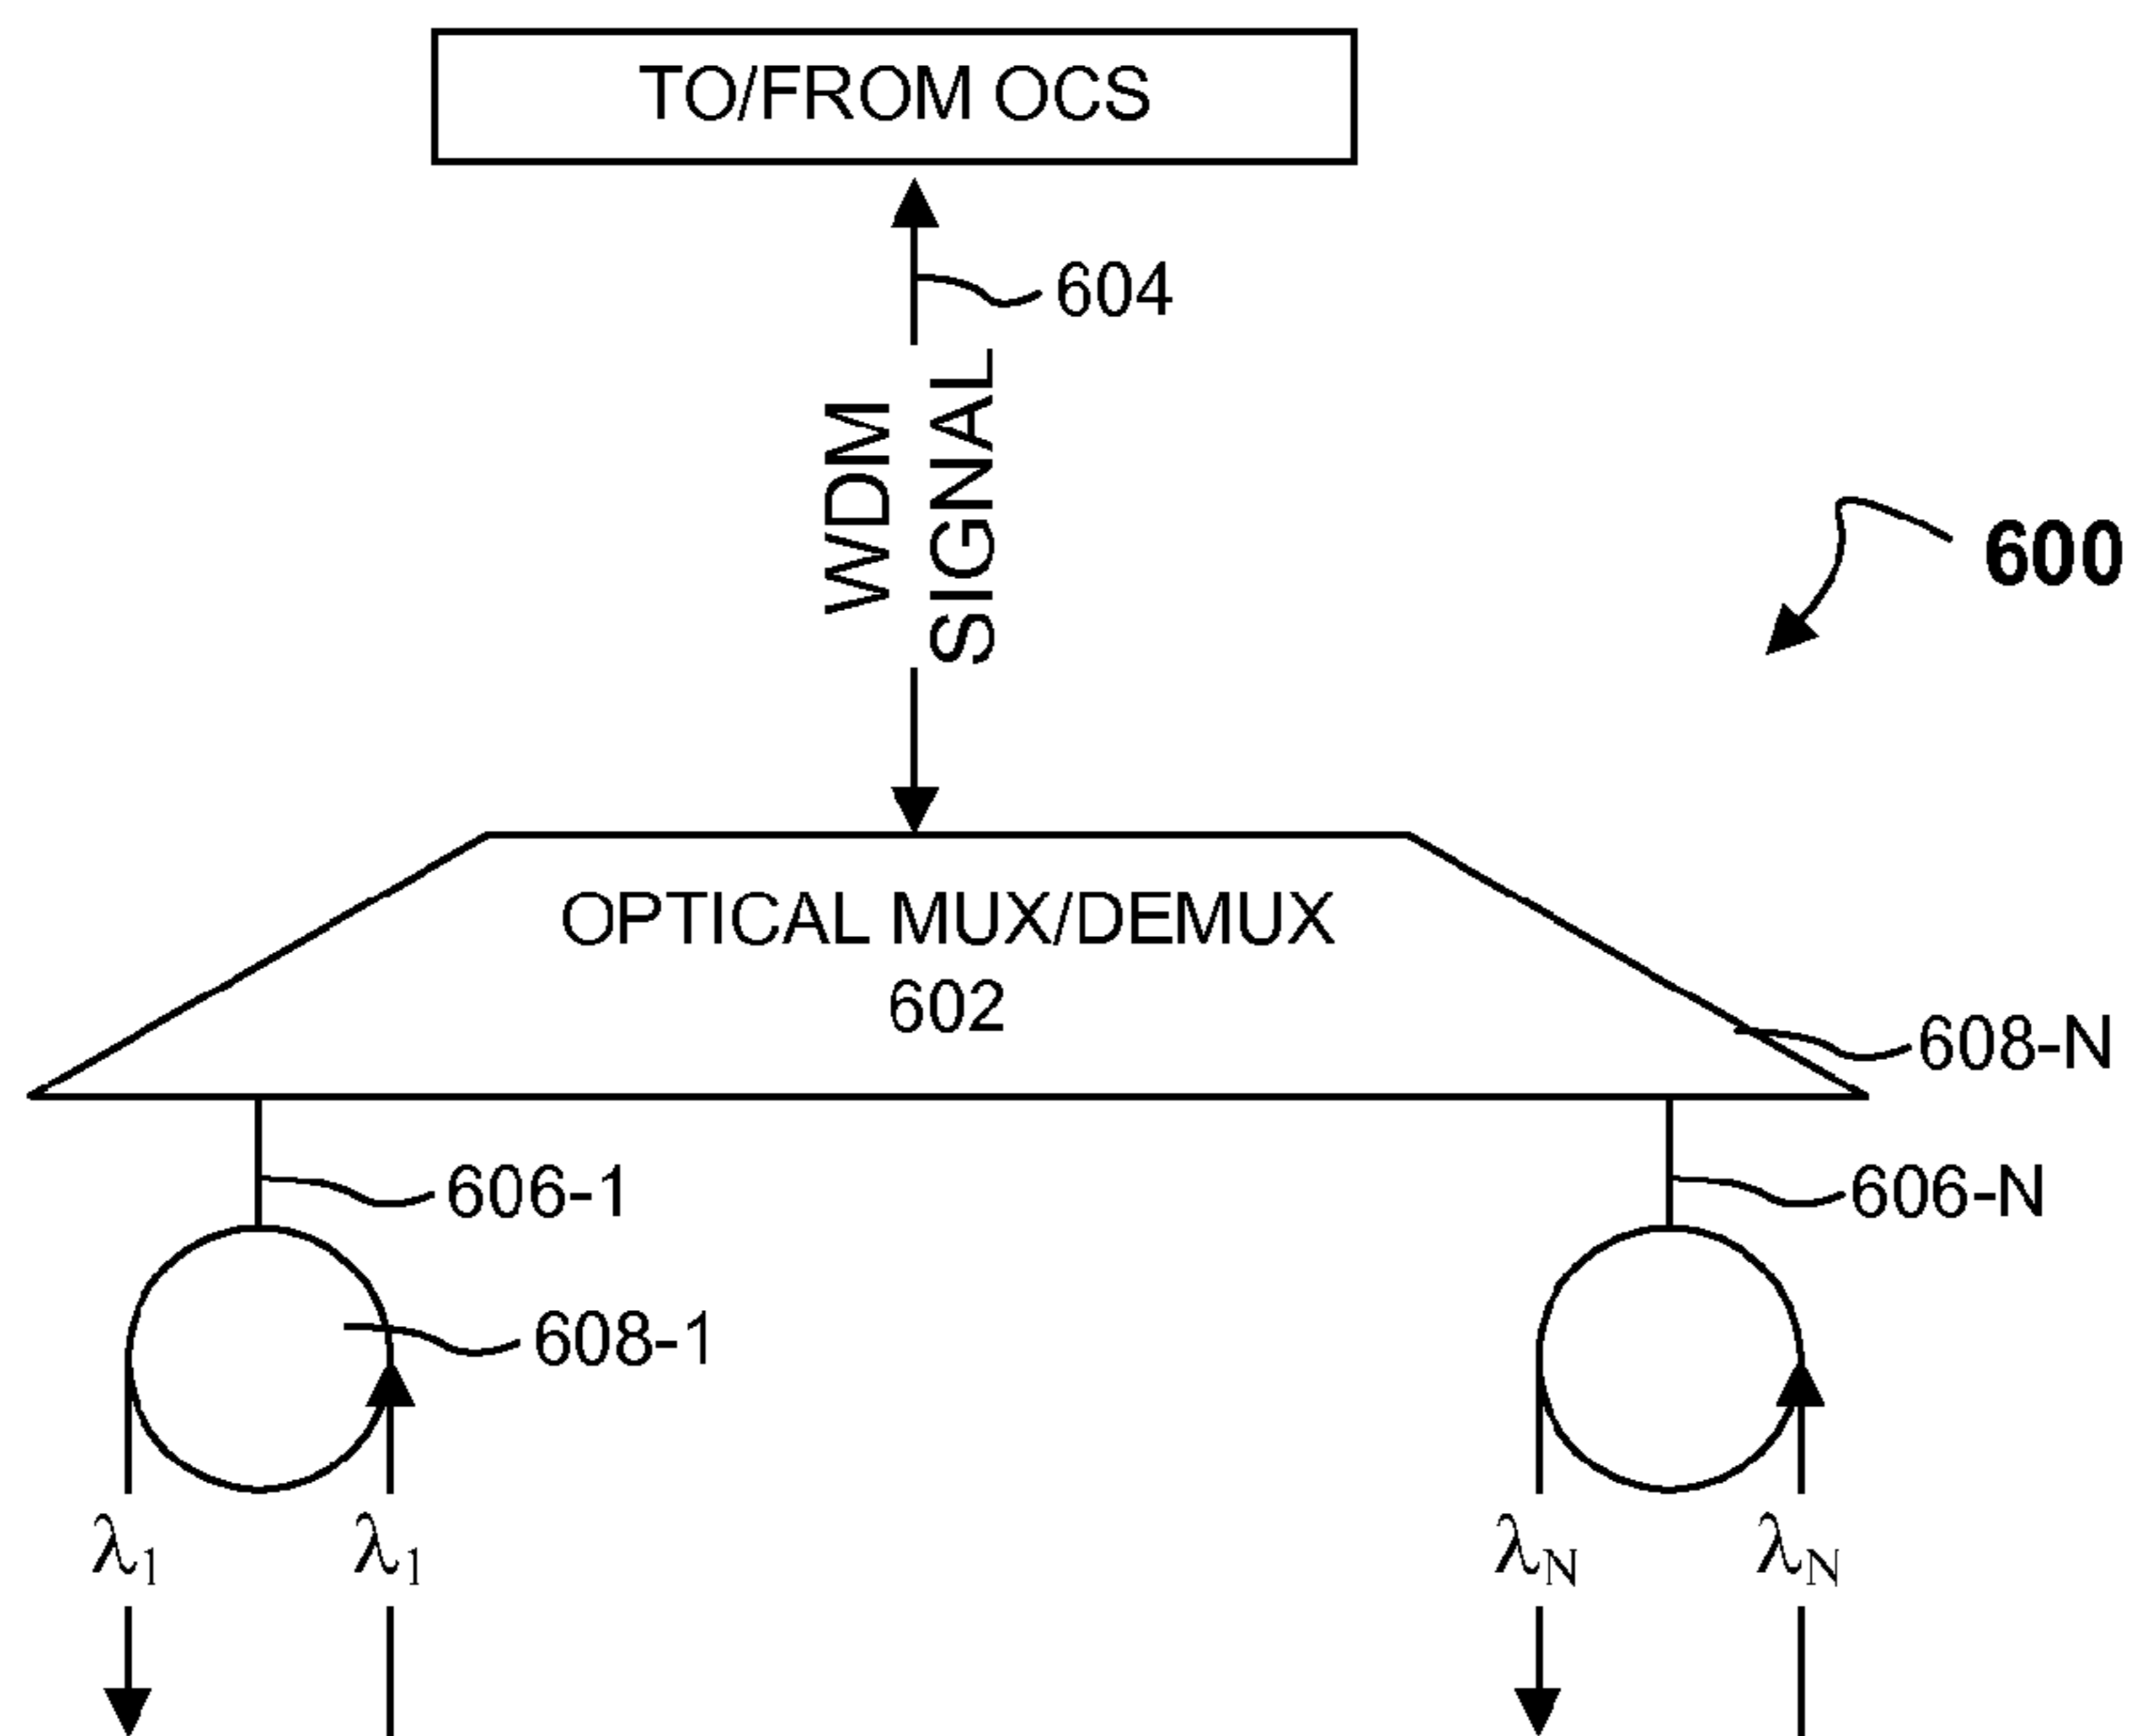 TO/FROM OCS
604
WDM
SIGNAL
600
OPTICAL MUX/DEMUX
602
608-N
606-1
606-N
608-1
λ1 λ1 λN λN